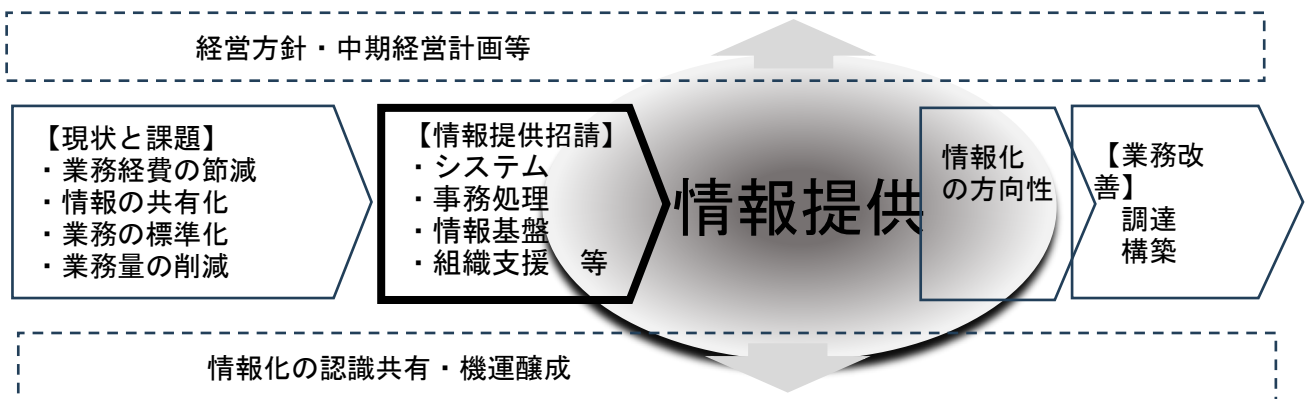 経営方針・中期経営計画等
【現状と課題】
・業務経費の節減
・情報の共有化
・業務の標準化
・業務量の削減
【情報提供招請】
・システム
・事務処理
・情報基盤
・組織支援　等
情報提供
情報化
の方向性
【業務改
善】
調達
構築
情報化の認識共有・機運醸成